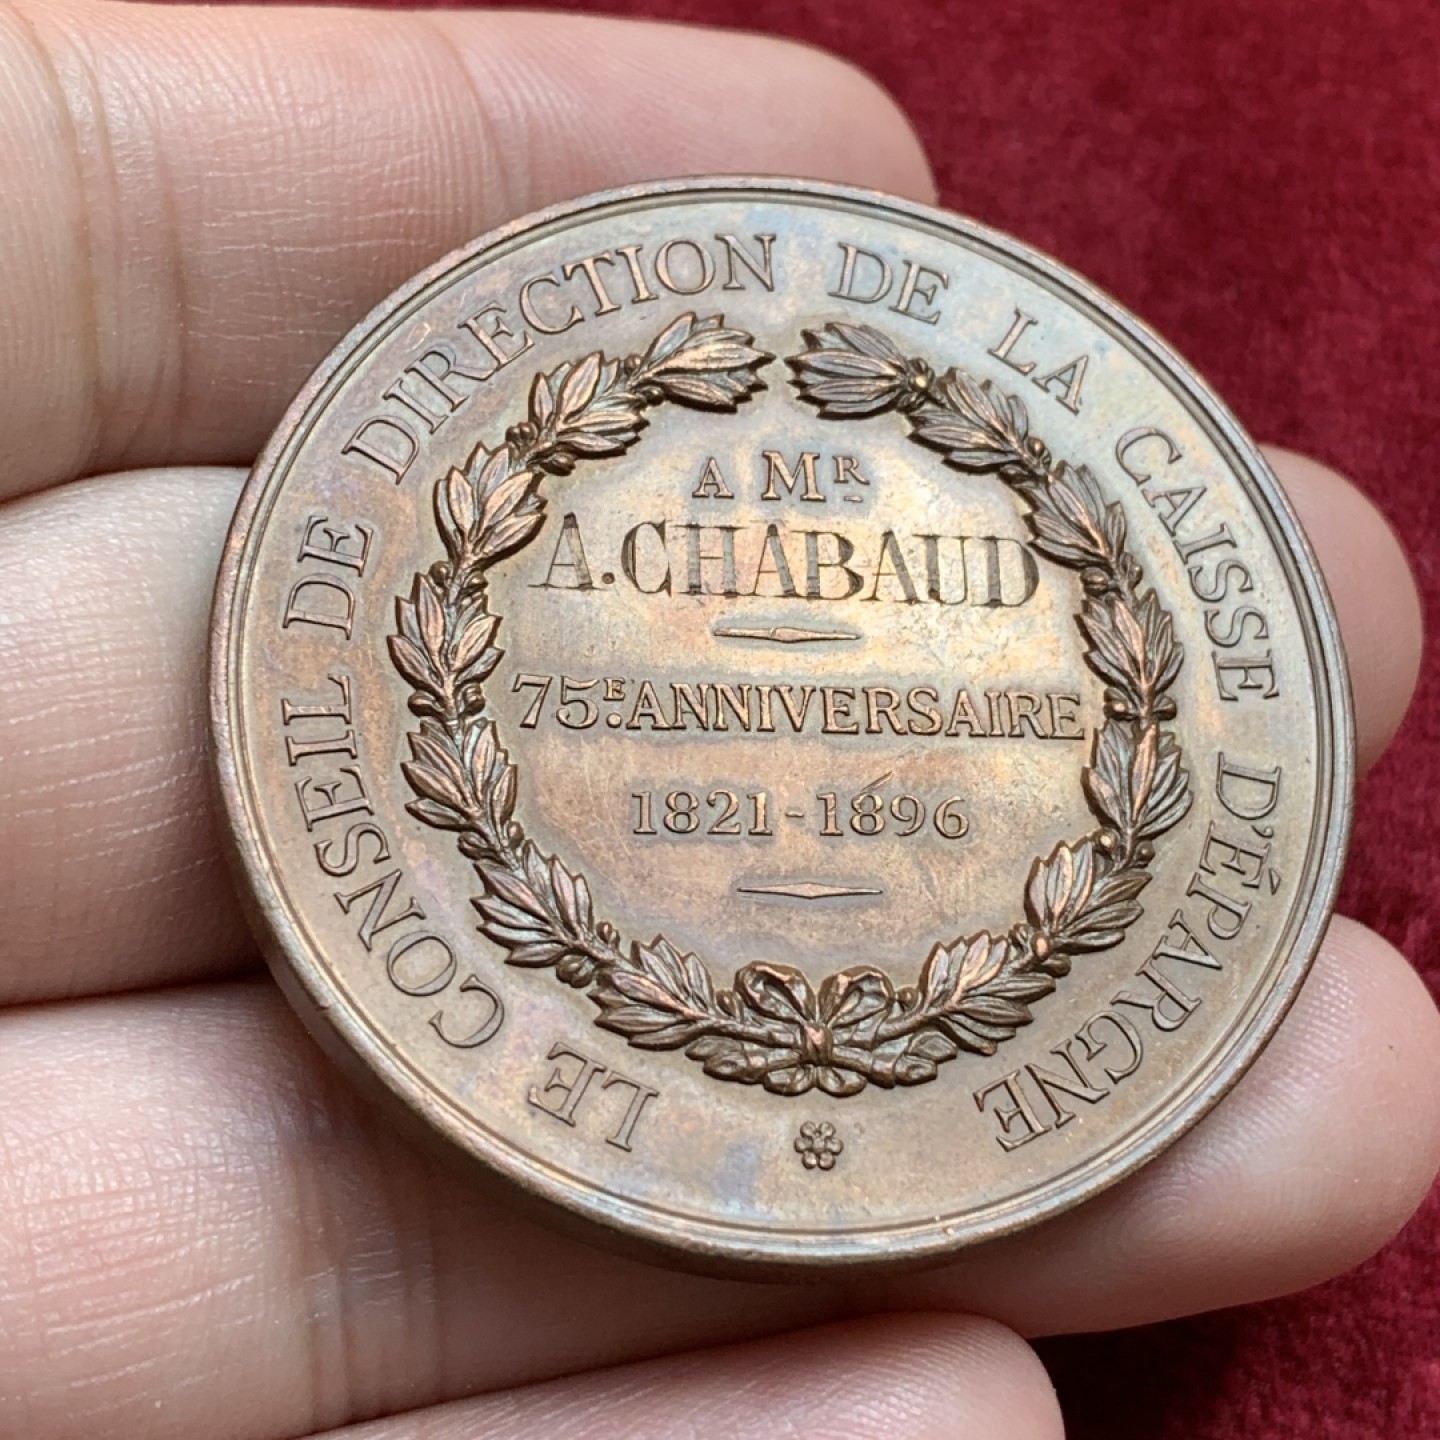 LE CONSEIL DE DIRECTION DE LA CAISSE D'ÉPARGNE
A MR
A.CHABAUD
75E.ANNIVERSAIRE
1821-1896